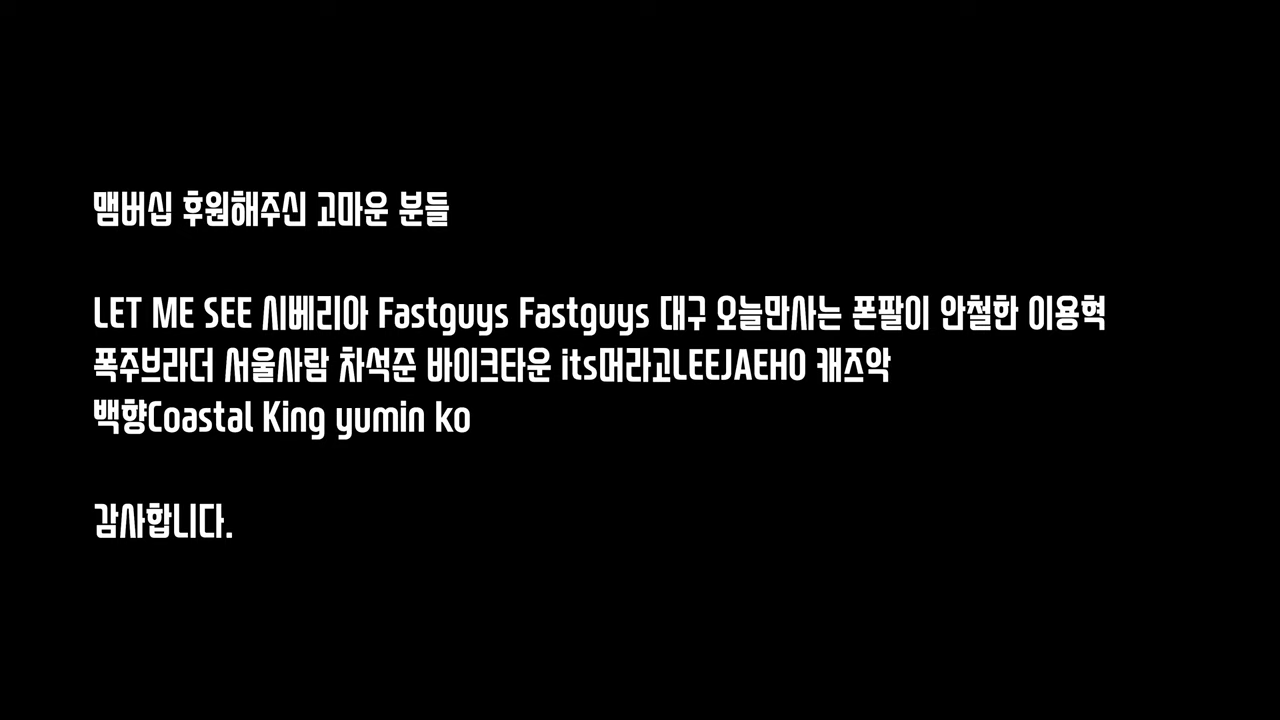 맴버십 후원해주신 고마운 분들
LET ME SEE 시베리아 Fastguys Fastguys 대구 오늘만사는 폰팔이 안철한 이용혁
폭주브라더 서울사람 차석준 바이크타운 its머라고LEEJAEHO 캐즈악
백향Coastal King yumin ko
감사합니다.